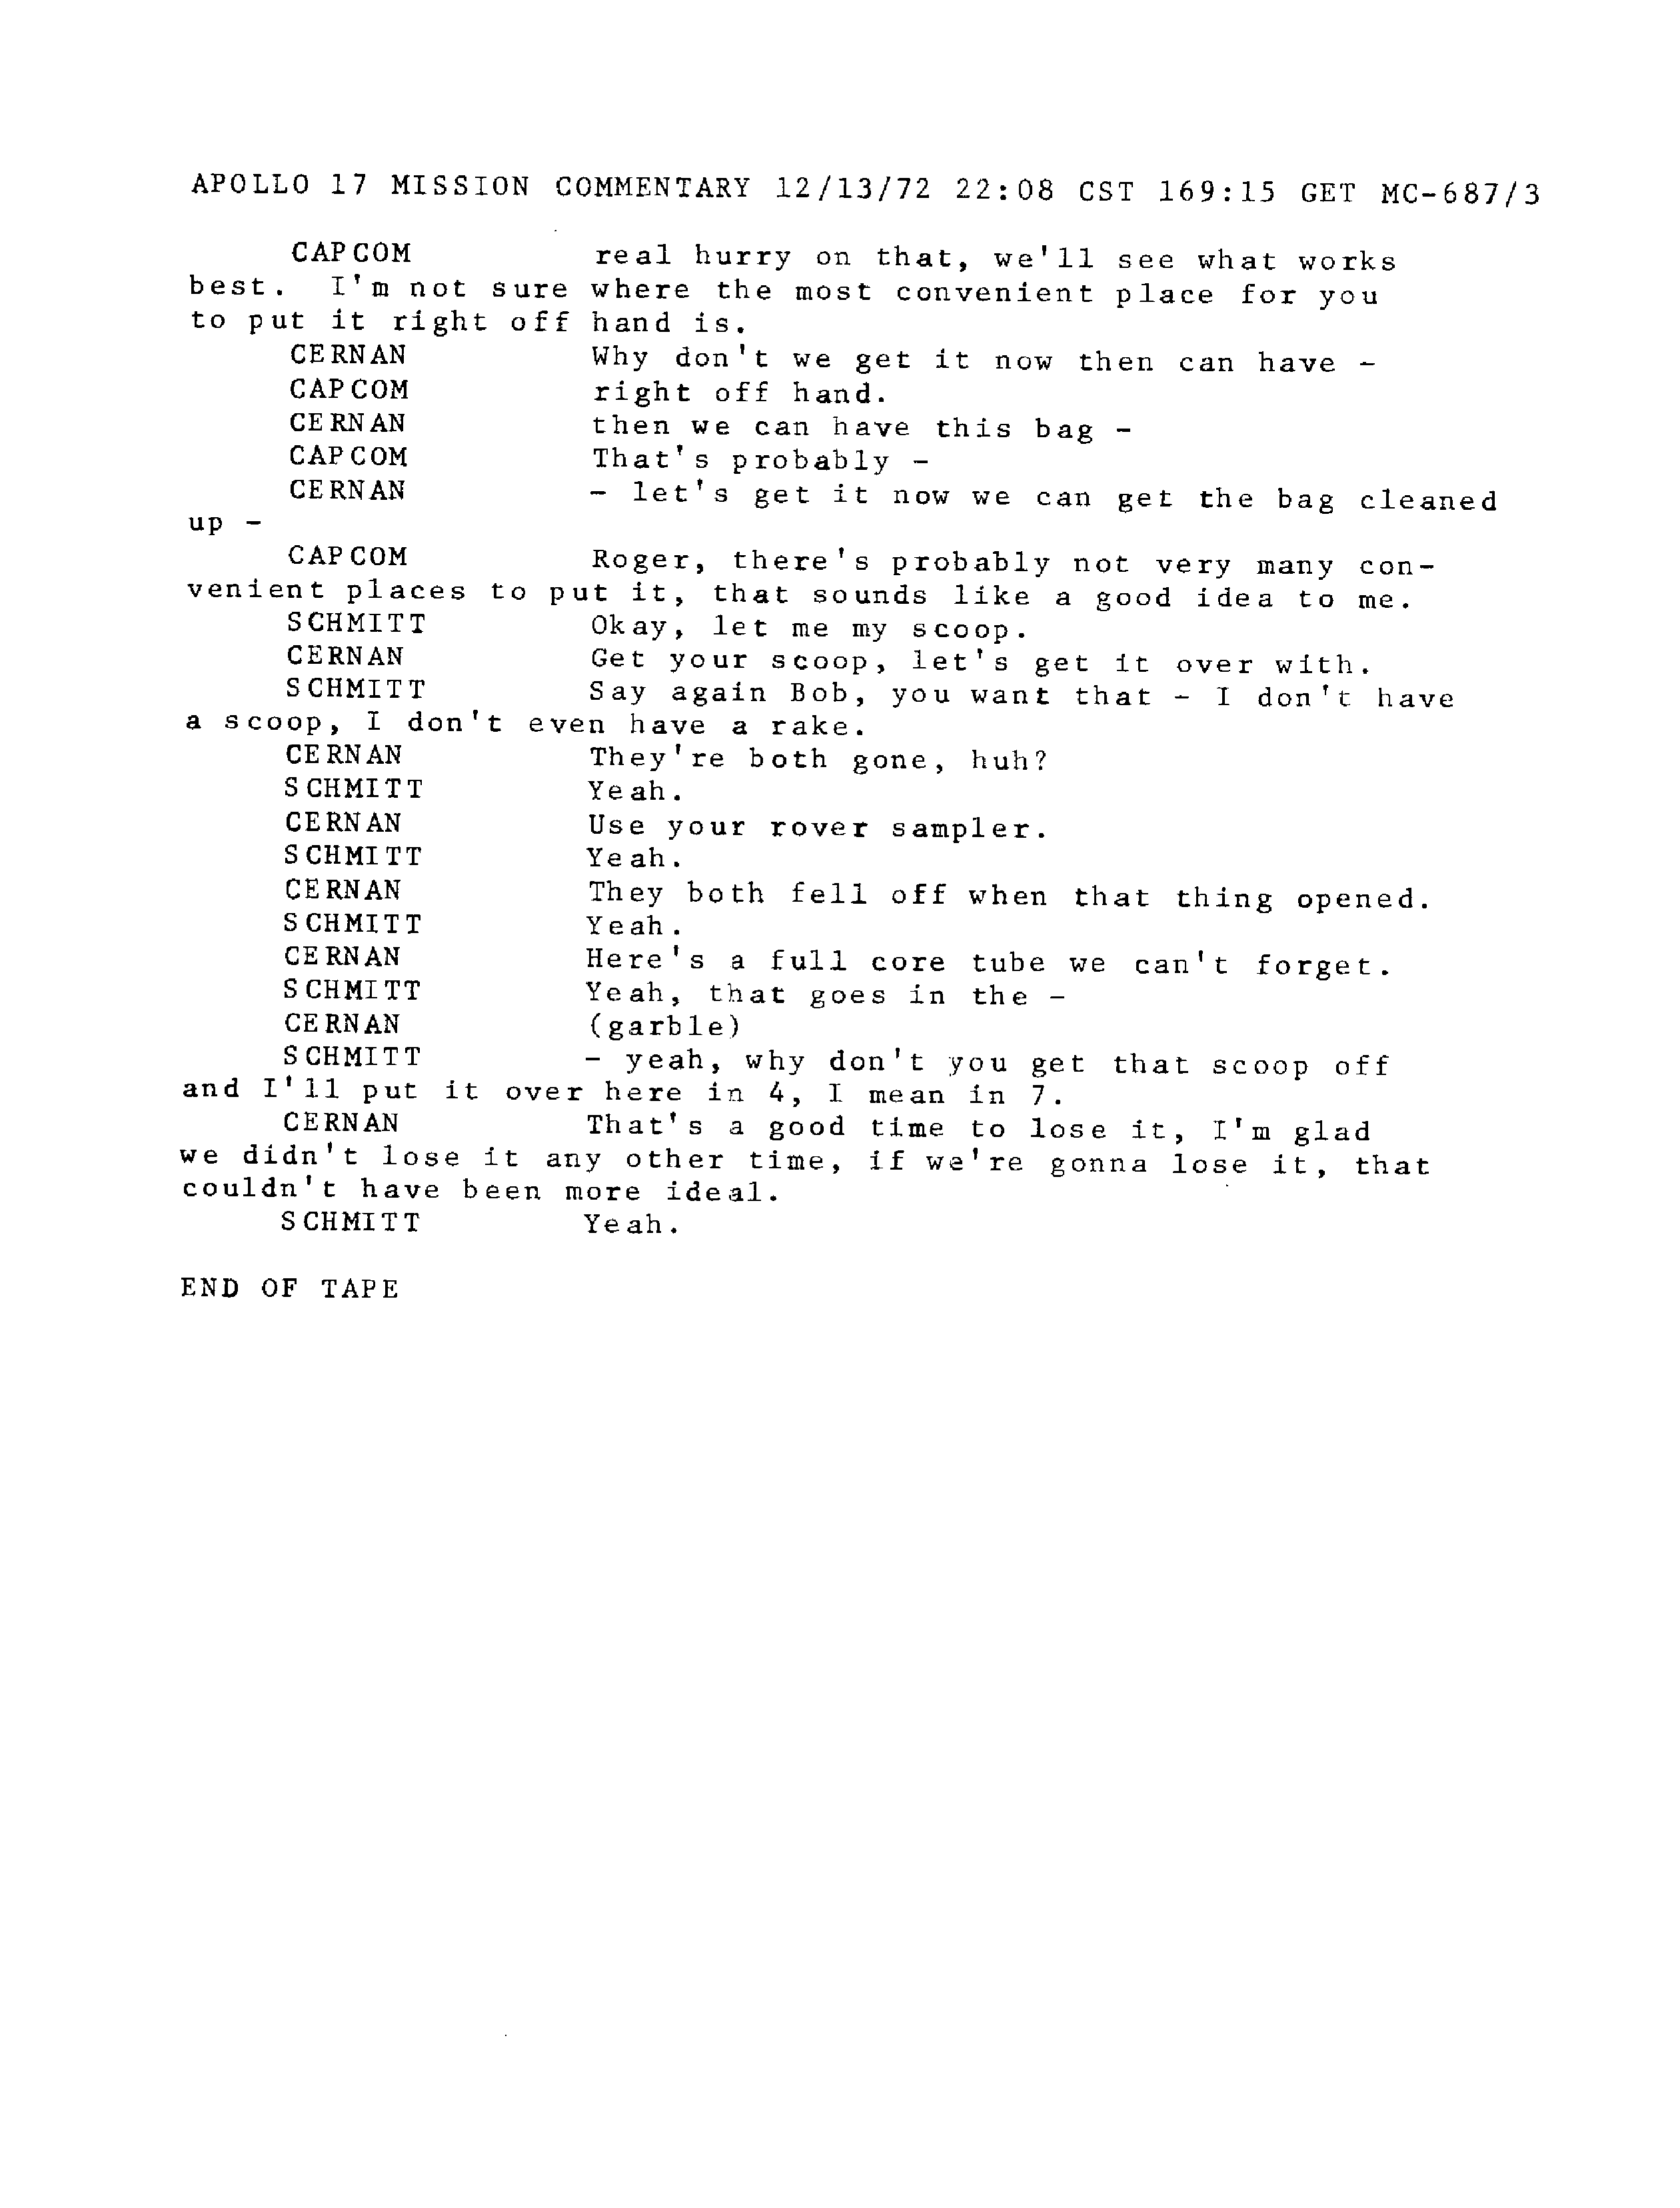 APOLLO 17 MISSION COMMENTARY 12/13/72 22:08 CST 169:15 GET MC-687/3
CAPCOM real hurry on that, we'll see what works
best. I'm not sure where the most convenient place for you
to put it right off hand is.
CERNAN Why don't we get it now then can have -
CAPCOM right off hand.
CERNAN then we can have this bag -
CAPCOM That's probably -
CERNAN - let's get it now we can get the bag cleaned
up -
CAPCOM Roger, there's probably not very many con-
venient places to put it, that sounds like a good idea to me.
SCHMITT Okay, let me my scoop.
CERNAN Get your scoop, let's get it over with.
SCHMITT Say again Bob, you want that - I don't have
a scoop, I don't even have a rake.
CERNAN They're both gone, huh?
SCHMITT Yeah.
CERNAN Use your rover sampler.
SCHMITT Yeah.
CERNAN They both fell off when that thing opened.
SCHMITT Yeah.
CERNAN Here's a full core tube we can't forget.
SCHMITT Yeah, that goes in the -
CERNAN (garble)
SCHMITT - yeah, why don't you get that scoop off
and I'll put it over here in 4, I mean in 7.
CERNAN That's a good time to lose it, I'm glad
we didn't lose it any other time, if we're gonna lose it, that
couldn't have been more ideal.
SCHMITT Yeah.
END OF TAPE